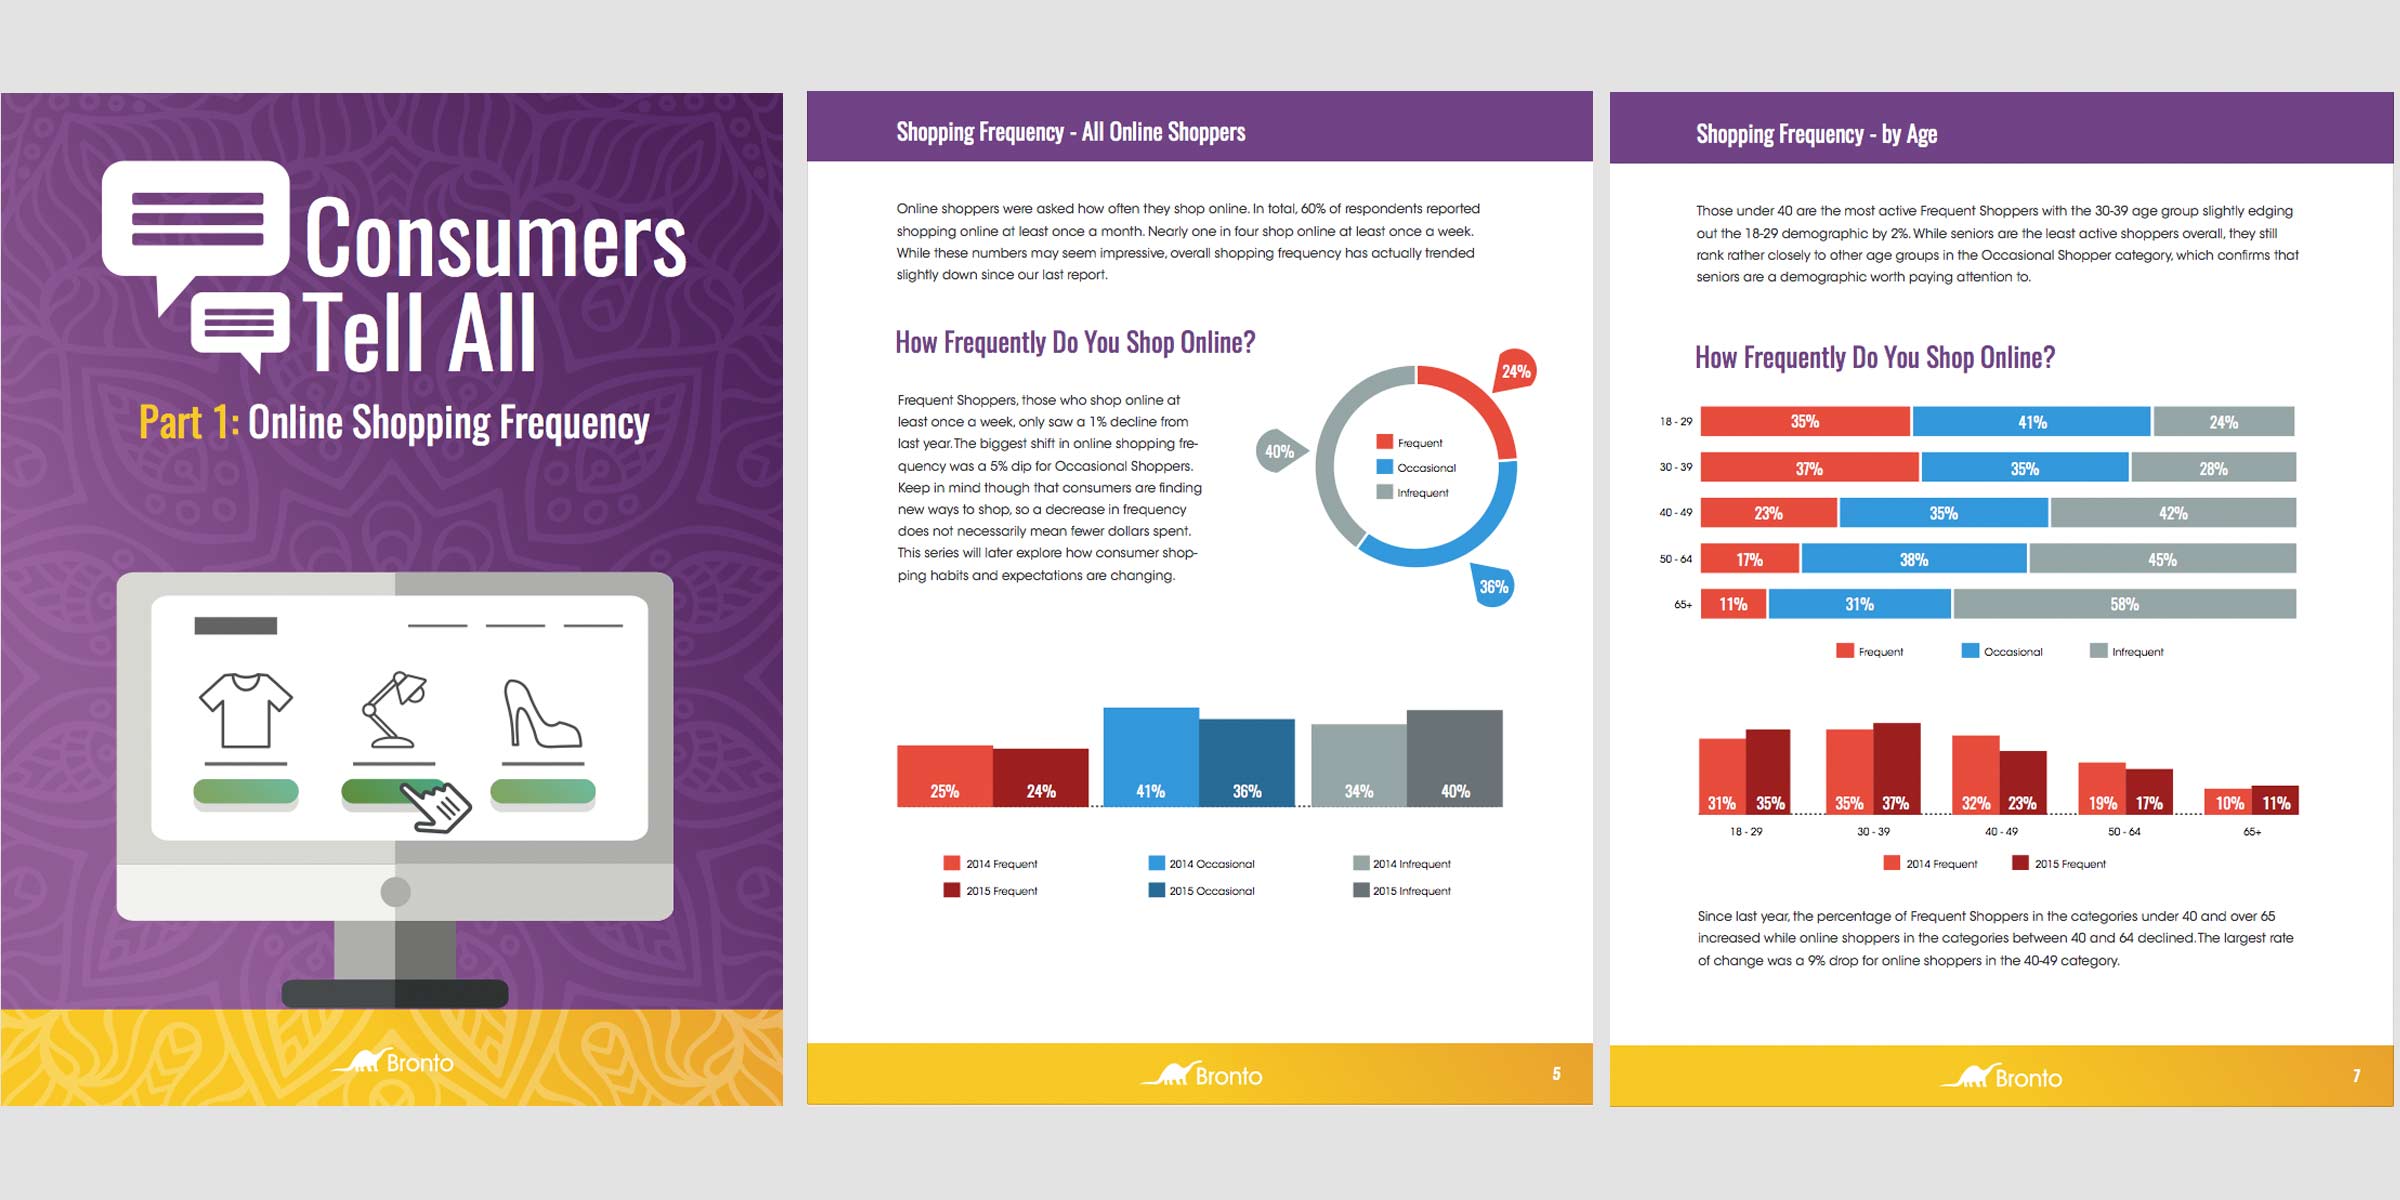 Consumers
Tell All
Part 1: Online Shopping Frequency
Bronto
Shopping Frequency - All Online Shoppers
Online shoppers were asked how often they shop online. In total, 60% of respondents reported
shopping online at least once a month. Nearly one in four shop online at least once a week.
While these numbers may seem impressive, overall shopping frequency has actually trended
slightly down since our last report.
How Frequently Do You Shop Online?
Frequent Shoppers, those who shop online at
least once a week, only saw a 1% decline from
last year. The biggest shift in online shopping fre-
quency was a 5% dip for Occasional Shoppers.
Keep in mind though that consumers are finding
new ways to shop, so a decrease in frequency
does not necessarily mean fewer dollars spent.
This series will later explore how consumer shop-
ping habits and expectations are changing.
24%
40%
Frequent
Occasional
Infrequent
36%
25% 24% 41% 36% 34% 40%
2014 Frequent 2014 Occasional 2014 Infrequent
2015 Frequent 2015 Occasional 2015 Infrequent
Bronto
5
Shopping Frequency - by Age
Those under 40 are the most active Frequent Shoppers with the 30-39 age group slightly edging
out the 18-29 demographic by 2%. While seniors are the least active shoppers overall, they still
rank rather closely to other age groups in the Occasional Shopper category, which confirms that
seniors are a demographic worth paying attention to.
How Frequently Do You Shop Online?
18 - 29 35% 41% 24%
30 - 39 37% 35% 28%
40 - 49 23% 35% 42%
50 - 64 17% 38% 45%
65+ 11% 31% 58%
Frequent Occasional Infrequent
31% 35% 35% 37% 32% 23% 19% 17% 10% 11%
18 - 29 30 - 39 40 - 49 50 - 64 65+
2014 Frequent 2015 Frequent
Since last year, the percentage of Frequent Shoppers in the categories under 40 and over 65
increased while online shoppers in the categories between 40 and 64 declined. The largest rate
of change was a 9% drop for online shoppers in the 40-49 category.
Bronto
7